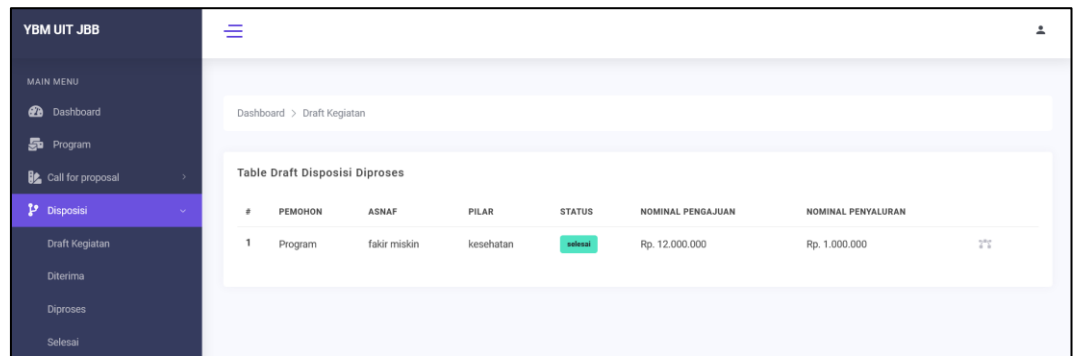 YBM UIT JBB
MAIN MENU
Dashboard
Program
Call for proposal
Disposisi
Draft Kegiatan
Diterima
Diproses
Selesai
Dashboard > Draft Kegiatan
Table Draft Disposisi Diproses
# PEMOHON ASNAF PILAR STATUS NOMINAL PENGAJUAN NOMINAL PENYALURAN
1 Program fakir miskin kesehatan selesai Rp. 12.000.000 Rp. 1.000.000